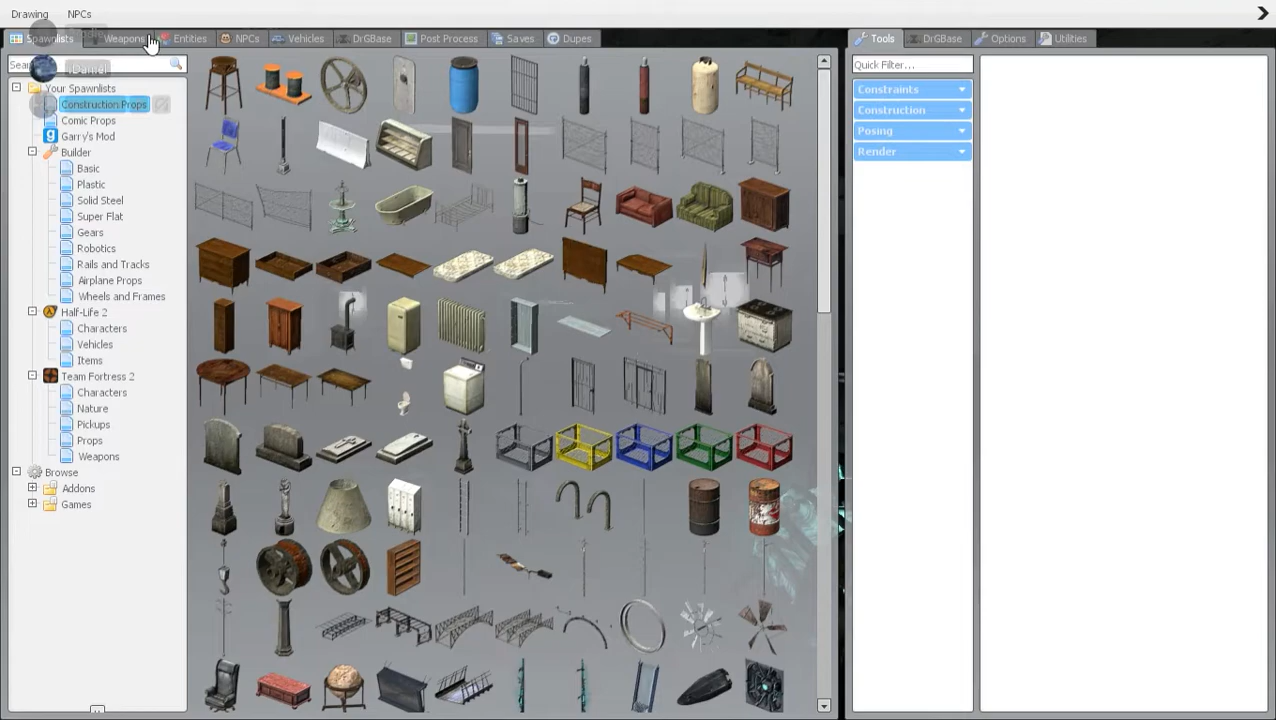 Drawing NPCs
Spawnlists Weapons Entities NPCs Vehicles DrGBase Post Process Saves Dupes
Tools DrGBase Options Utilities
Sea
Quick Filter...
Your Spawnlists
Construction Props
Comic Props
Garry's Mod
Builder
Basic
Plastic
Solid Steel
Super Flat
Gears
Robotics
Rails and Tracks
Airplane Props
Wheels and Frames
Half-Life 2
Characters
Vehicles
Items
Team Fortress 2
Characters
Nature
Pickups
Props
Weapons
Browse
Addons
Games
Constraints
Construction
Posing
Render